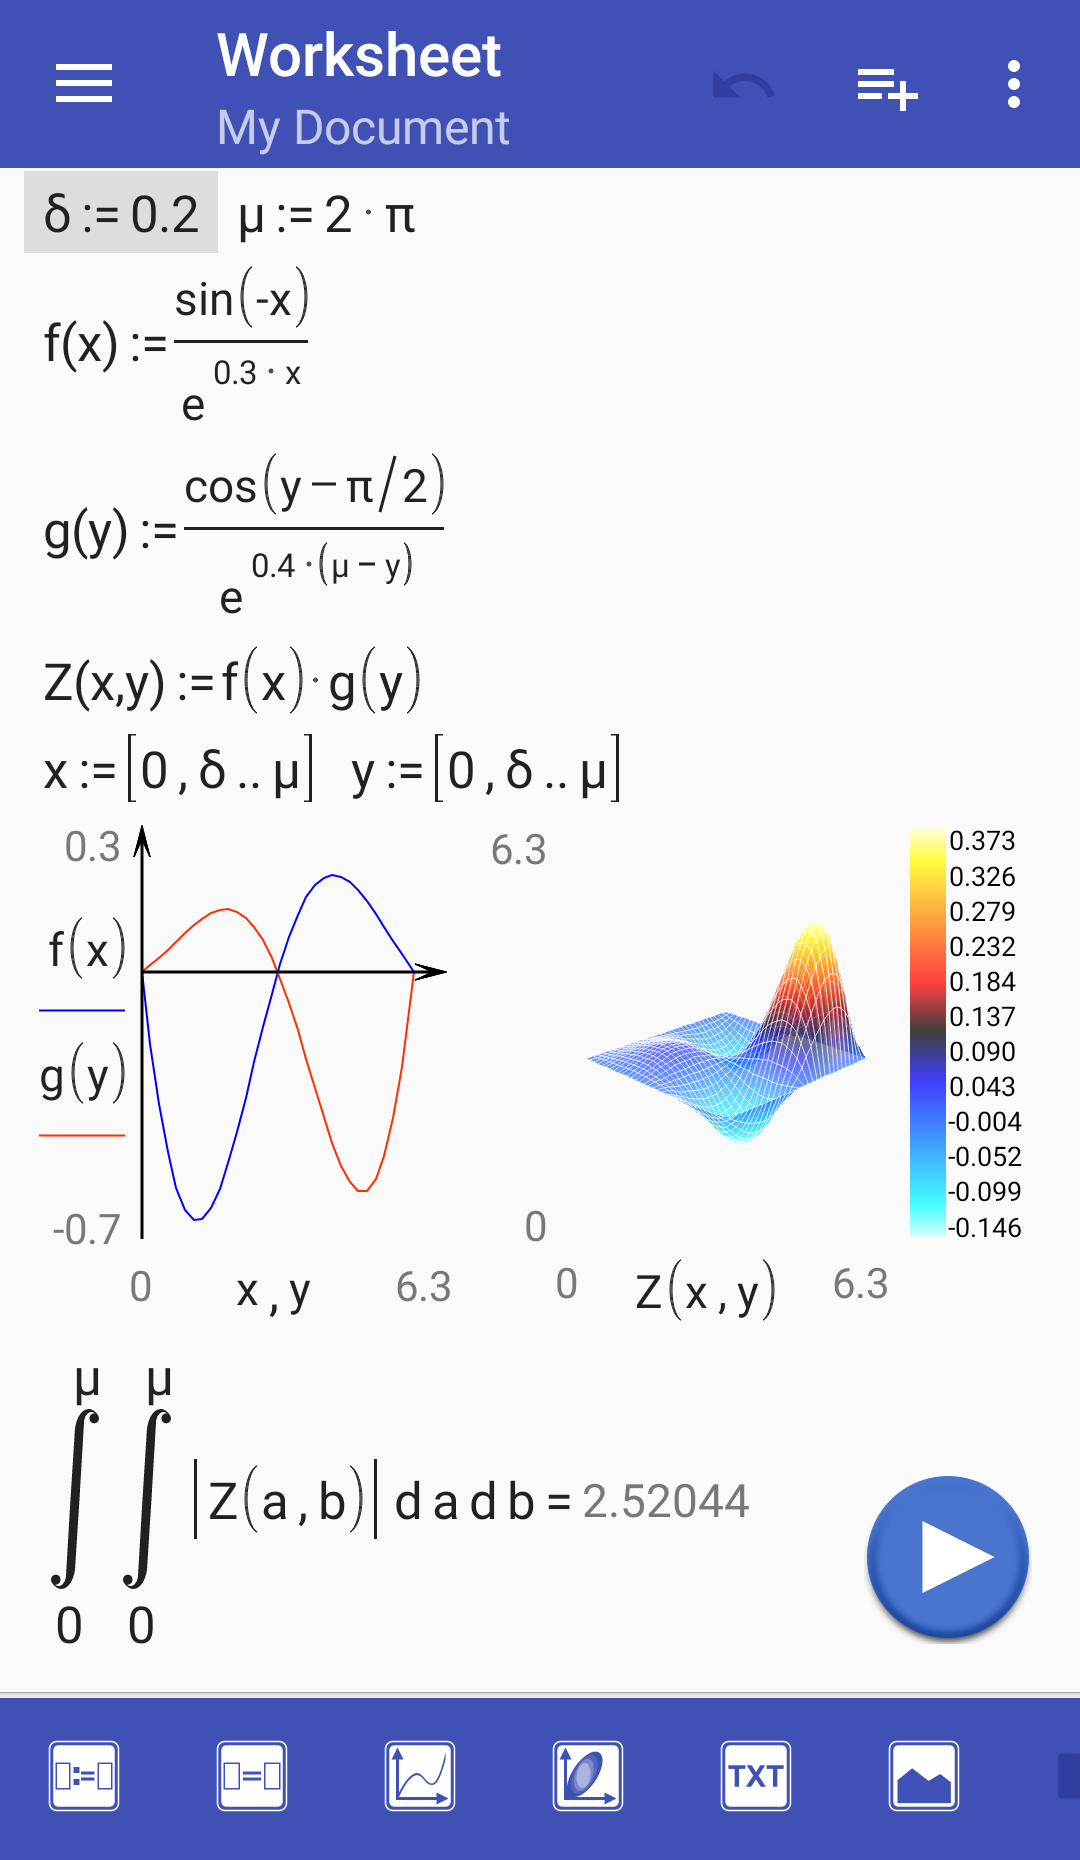 Worksheet
My Document
δ := 0.2 μ := 2 · π
sin(-x)
f(x) :=
0.3 · x
e
cos(y − π/2)
g(y) :=
0.4 · (μ − y)
e
Z(x,y) := f(x) · g(y)
x := [0 , δ .. μ] y := [0 , δ .. μ]
0.3
f(x)
g(y)
-0.7
0 x , y 6.3
6.3
0
0 Z(x , y) 6.3
0.373
0.326
0.279
0.232
0.184
0.137
0.090
0.043
-0.004
-0.052
-0.099
-0.146
μ μ
∫ ∫ |Z(a , b)| d a d b = 2.52044
0 0
▯:=▯ ▯=▯ TXT